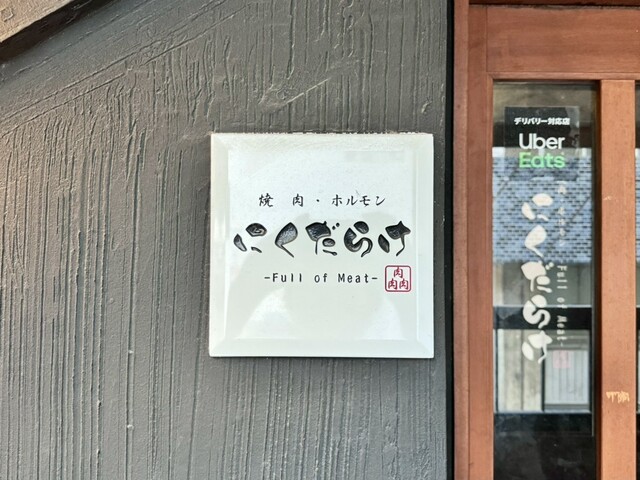 焼 肉・ホルモン
にくだらけ
-Full of Meat-
肉
肉肉
デリバリー対応店
Uber
Eats
にくだらけ
-Full of Meat-